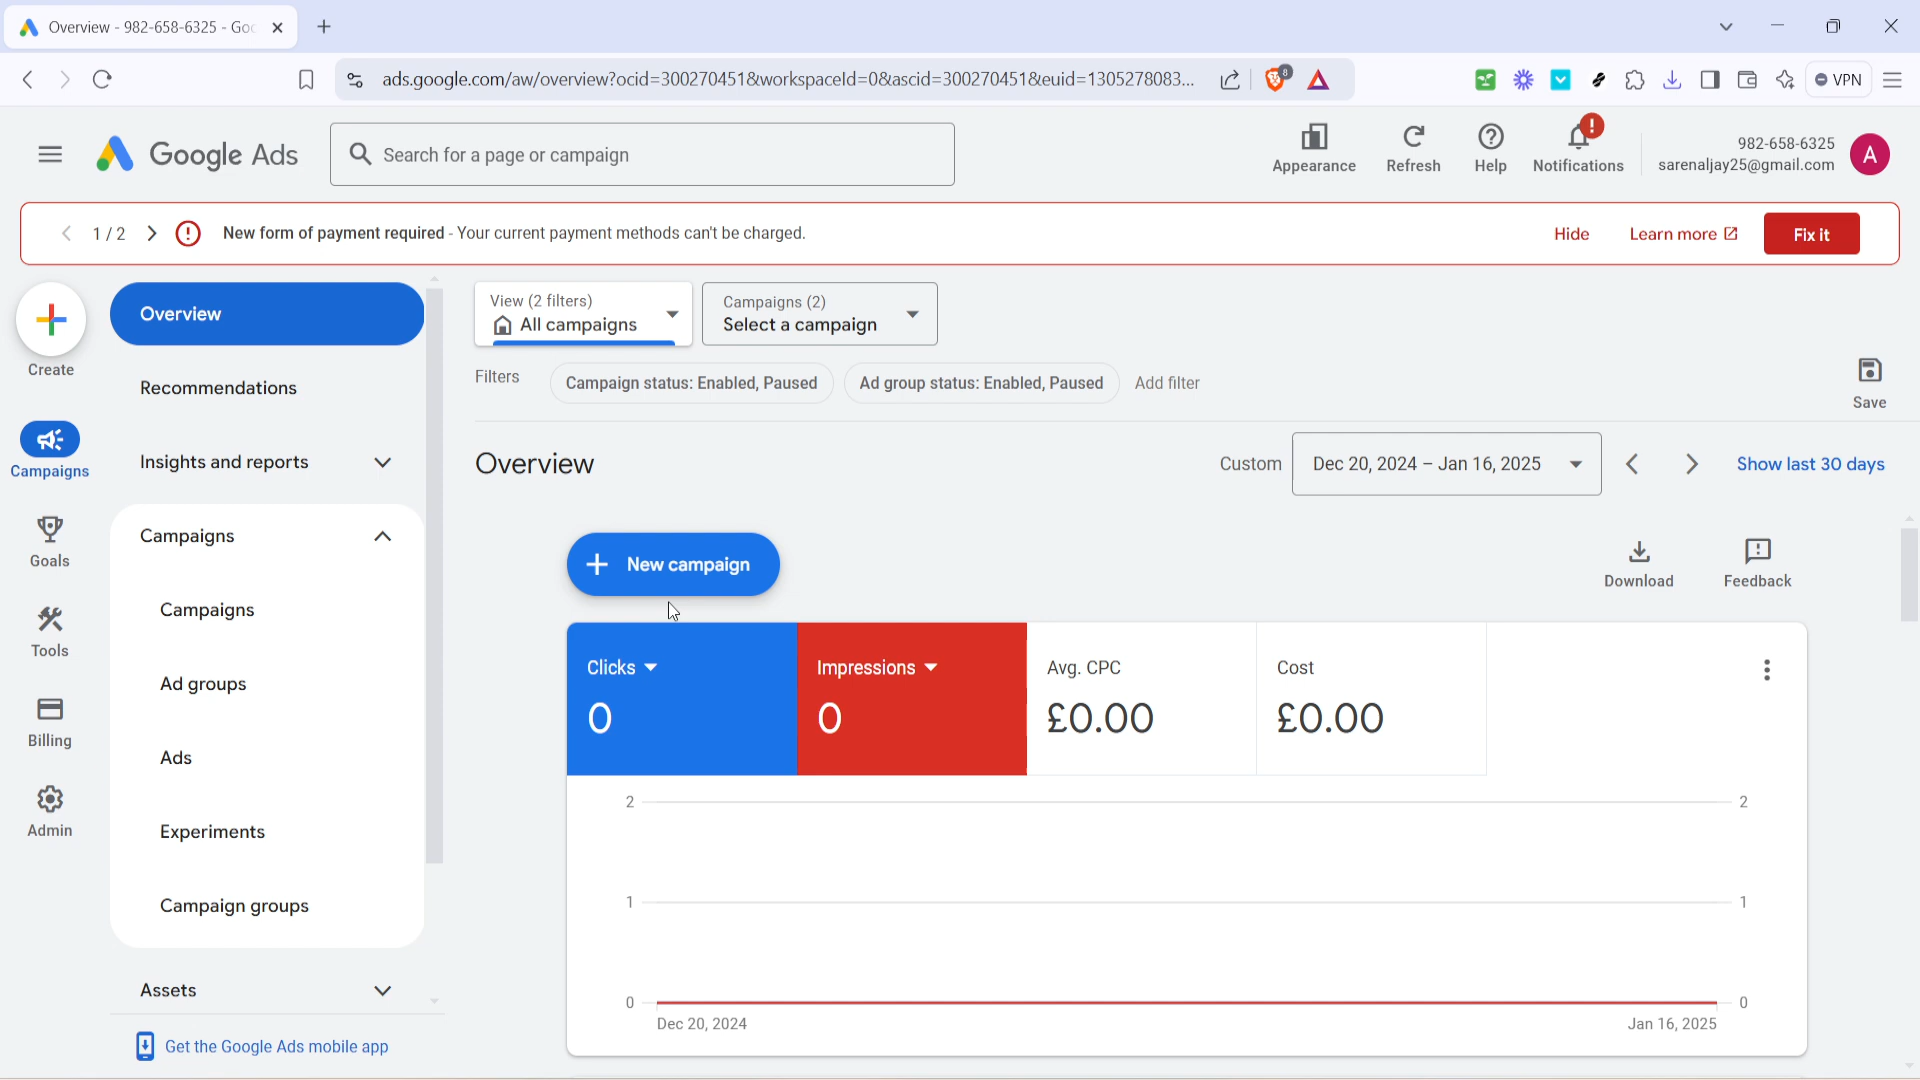 Overview - 982-658-6325 - Goo
ads.google.com/aw/overview?ocid=300270451&workspaceId=0&ascid=300270451&euid=1305278083...
8
VPN
Google Ads
Search for a page or campaign
Appearance
Refresh
Help
Notifications
982-658-6325
sarenaljay25@gmail.com
A
1 / 2
New form of payment required - Your current payment methods can't be charged.
Hide
Learn more
Fix it
Create
Campaigns
Goals
Tools
Billing
Admin
Overview
Recommendations
Insights and reports
Campaigns
Campaigns
Ad groups
Ads
Experiments
Campaign groups
Assets
Get the Google Ads mobile app
View (2 filters)
All campaigns
Campaigns (2)
Select a campaign
Filters
Campaign status: Enabled, Paused
Ad group status: Enabled, Paused
Add filter
Save
Overview
Custom
Dec 20, 2024 – Jan 16, 2025
Show last 30 days
New campaign
Download
Feedback
Clicks
0
Impressions
0
Avg. CPC
£0.00
Cost
£0.00
2
2
1
1
0
0
Dec 20, 2024
Jan 16, 2025